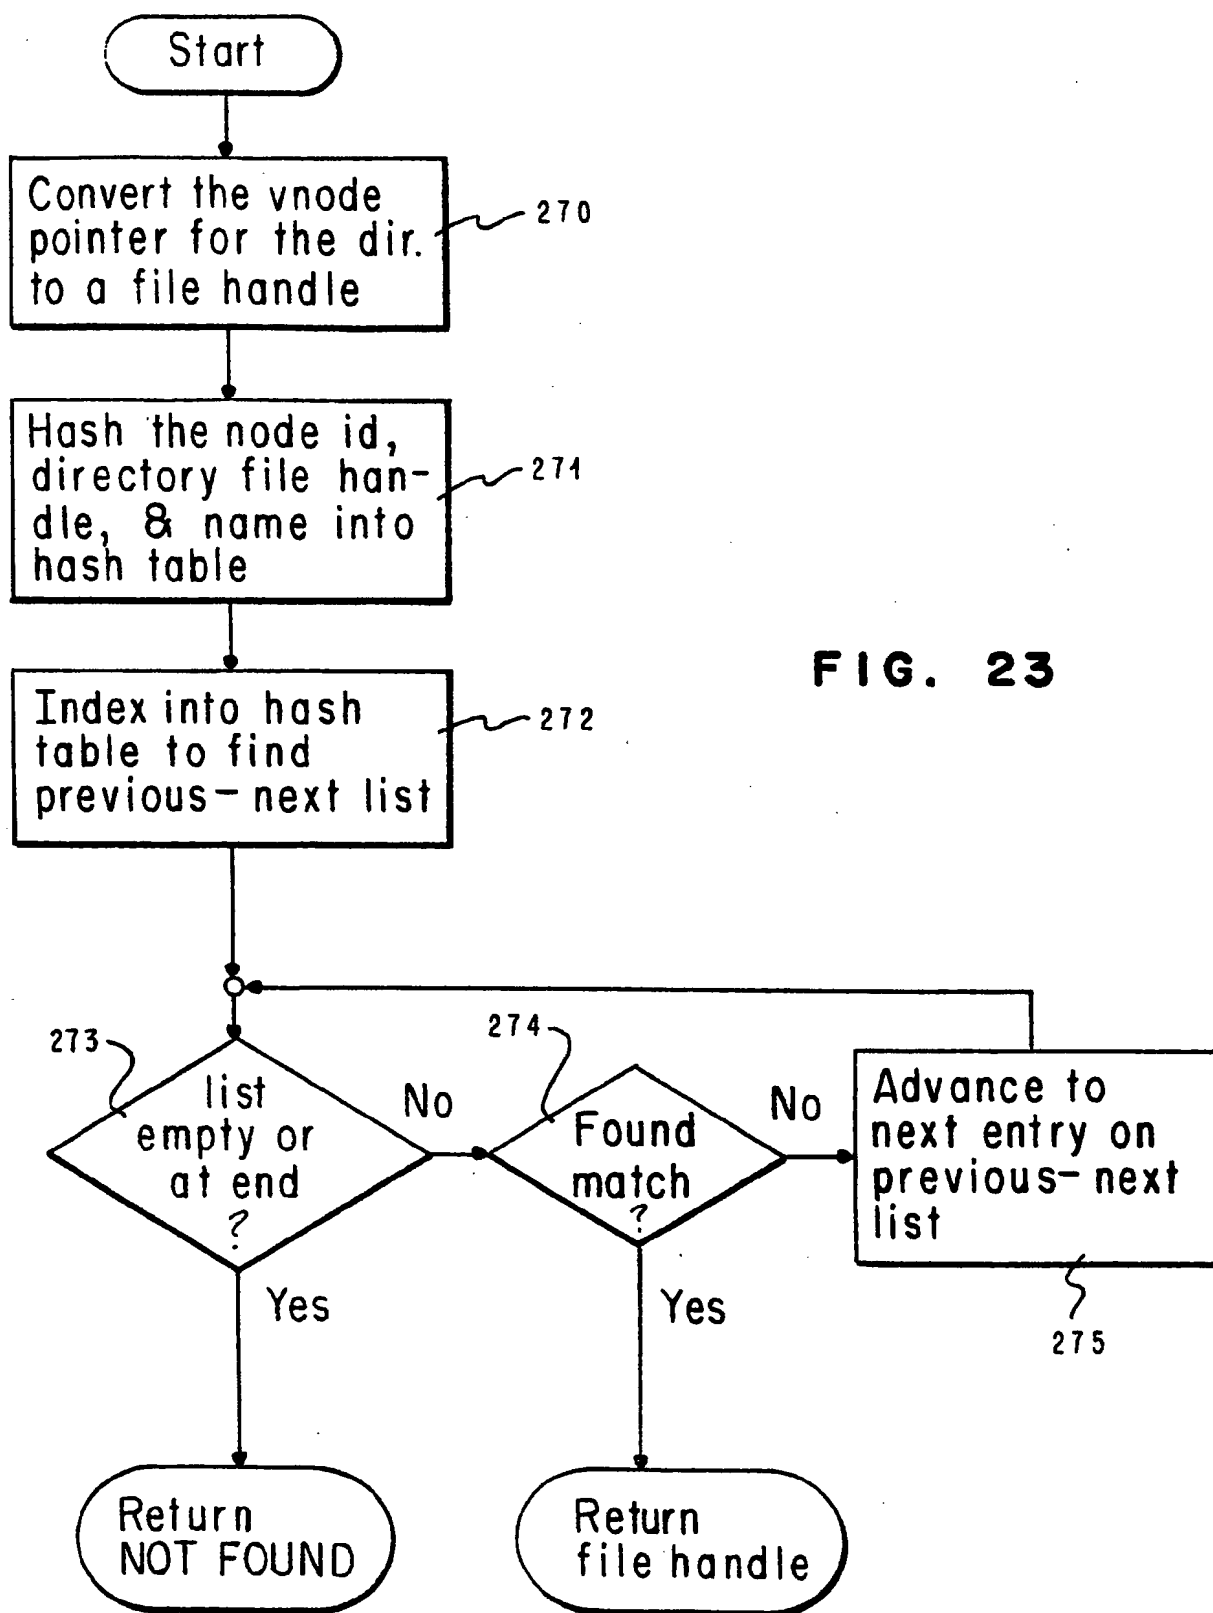 Start
Convert the vnode
pointer for the dir.
to a file handle
270
Hash the node id,
directory file han-
dle, & name into
hash table
271
FIG. 23
Index into hash
table to find
previous-next list
272
273
list
empty or
at end
?
No
274
Found
match
?
No
Advance to
next entry on
previous-next
list
275
Yes
Yes
Return
NOT FOUND
Return
file handle